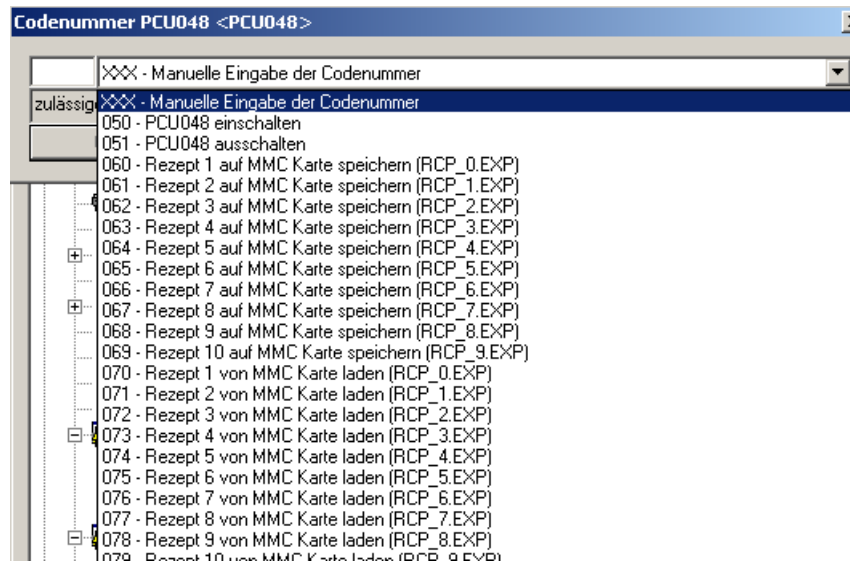 Codenummer PCU048 <PCU048>
XXX - Manuelle Eingabe der Codenummer
zulässig
XXX - Manuelle Eingabe der Codenummer
050 - PCU048 einschalten
051 - PCU048 ausschalten
060 - Rezept 1 auf MMC Karte speichern (RCP_0.EXP)
061 - Rezept 2 auf MMC Karte speichern (RCP_1.EXP)
062 - Rezept 3 auf MMC Karte speichern (RCP_2.EXP)
063 - Rezept 4 auf MMC Karte speichern (RCP_3.EXP)
064 - Rezept 5 auf MMC Karte speichern (RCP_4.EXP)
065 - Rezept 6 auf MMC Karte speichern (RCP_5.EXP)
066 - Rezept 7 auf MMC Karte speichern (RCP_6.EXP)
067 - Rezept 8 auf MMC Karte speichern (RCP_7.EXP)
068 - Rezept 9 auf MMC Karte speichern (RCP_8.EXP)
069 - Rezept 10 auf MMC Karte speichern (RCP_9.EXP)
070 - Rezept 1 von MMC Karte laden (RCP_0.EXP)
071 - Rezept 2 von MMC Karte laden (RCP_1.EXP)
072 - Rezept 3 von MMC Karte laden (RCP_2.EXP)
073 - Rezept 4 von MMC Karte laden (RCP_3.EXP)
074 - Rezept 5 von MMC Karte laden (RCP_4.EXP)
075 - Rezept 6 von MMC Karte laden (RCP_5.EXP)
076 - Rezept 7 von MMC Karte laden (RCP_6.EXP)
077 - Rezept 8 von MMC Karte laden (RCP_7.EXP)
078 - Rezept 9 von MMC Karte laden (RCP_8.EXP)
079 - Rezept 10 von MMC Karte laden (RCP_9.EXP)